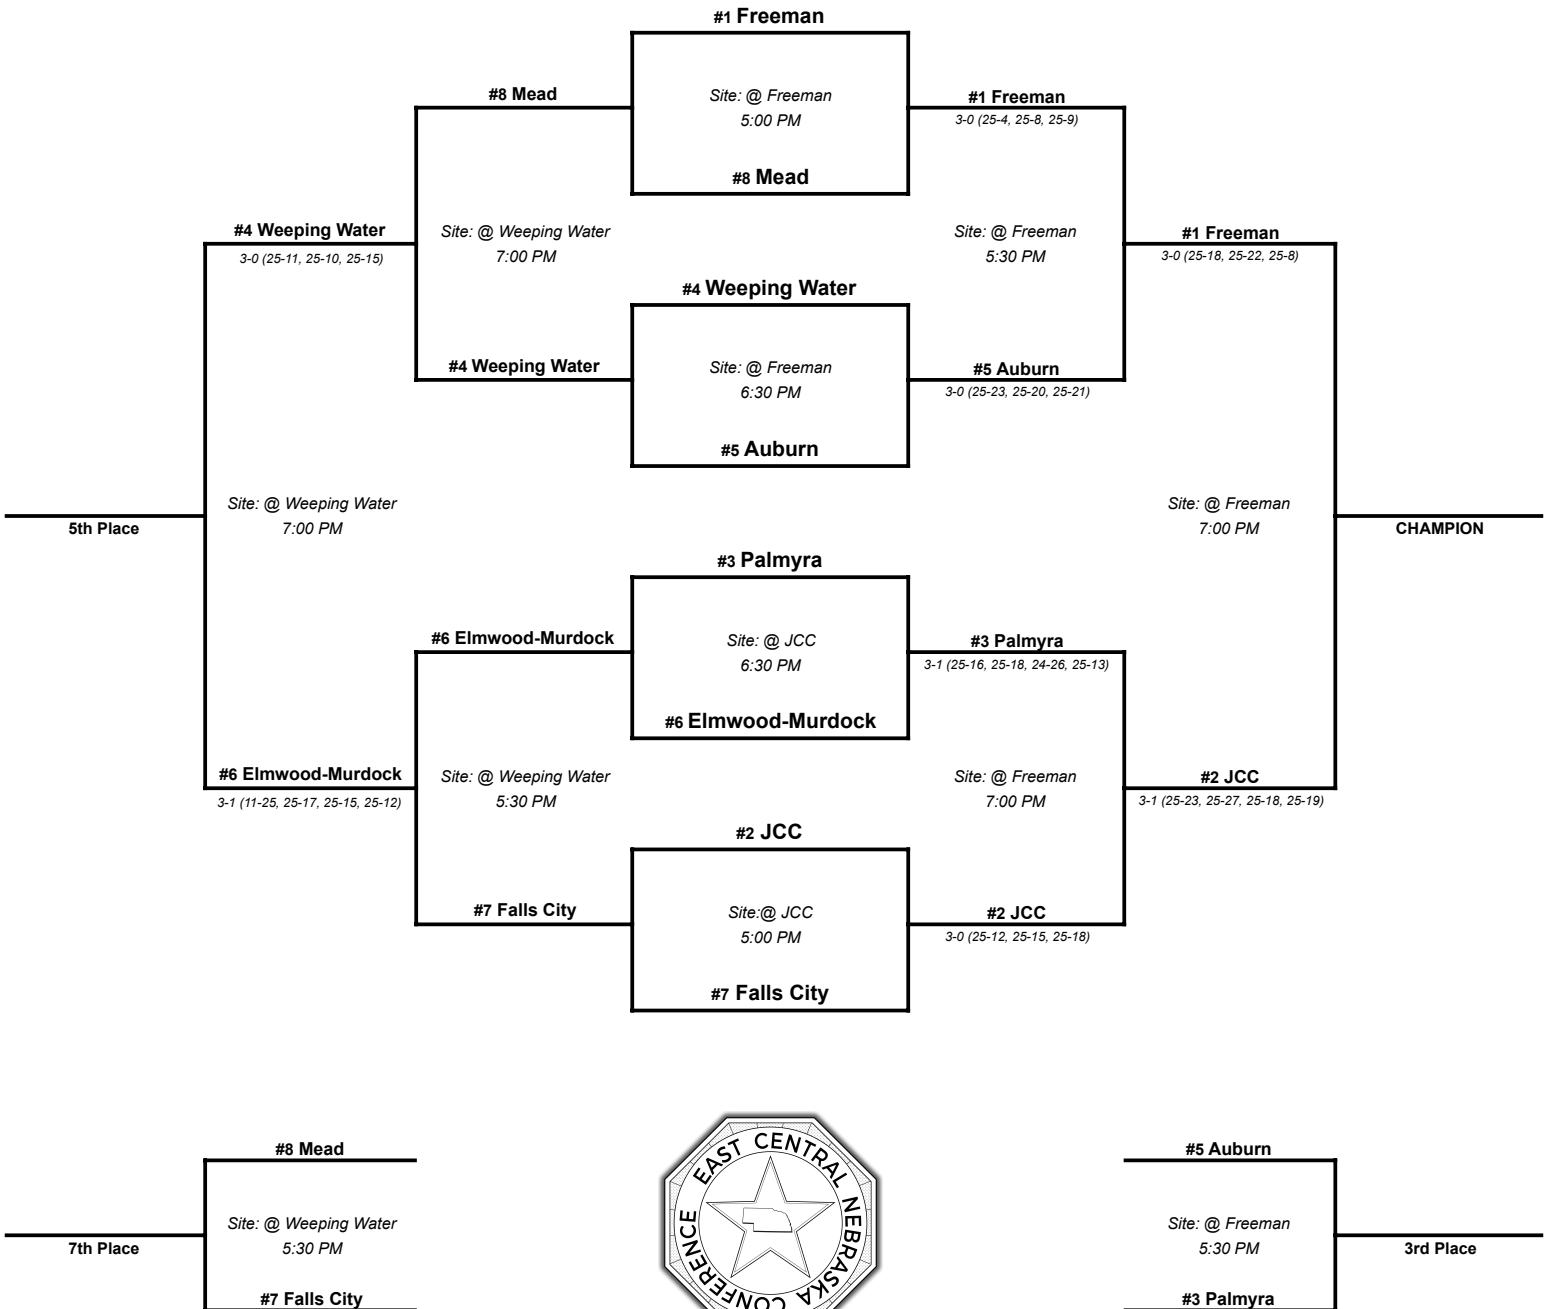 #1 Freeman
#8 Mead
Site: @ Freeman
5:00 PM
#1 Freeman
3-0 (25-4, 25-8, 25-9)
#8 Mead
#4 Weeping Water
3-0 (25-11, 25-10, 25-15)
Site: @ Weeping Water
7:00 PM
Site: @ Freeman
5:30 PM
#1 Freeman
3-0 (25-18, 25-22, 25-8)
#4 Weeping Water
#4 Weeping Water
Site: @ Freeman
6:30 PM
#5 Auburn
3-0 (25-23, 25-20, 25-21)
#5 Auburn
5th Place
Site: @ Weeping Water
7:00 PM
Site: @ Freeman
7:00 PM
CHAMPION
#3 Palmyra
#6 Elmwood-Murdock
Site: @ JCC
6:30 PM
#3 Palmyra
3-1 (25-16, 25-18, 24-26, 25-13)
#6 Elmwood-Murdock
#6 Elmwood-Murdock
3-1 (11-25, 25-17, 25-15, 25-12)
Site: @ Weeping Water
5:30 PM
Site: @ Freeman
7:00 PM
#2 JCC
3-1 (25-23, 25-27, 25-18, 25-19)
#2 JCC
#7 Falls City
Site:@ JCC
5:00 PM
#2 JCC
3-0 (25-12, 25-15, 25-18)
#7 Falls City
#8 Mead
Site: @ Weeping Water
5:30 PM
7th Place
#7 Falls City
EAST CENTRAL NEBRASKA CONFERENCE
#5 Auburn
Site: @ Freeman
5:30 PM
3rd Place
#3 Palmyra